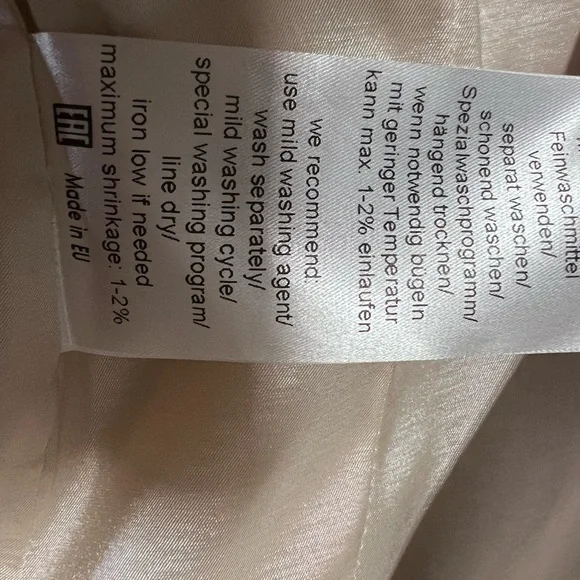 Feinwaschmittel
verwenden/
separat waschen/
schonend waschen/
Spezialwaschprogramm/
hängend trocknen/
wenn notwendig bügeln
mit geringer Temperatur
kann max. 1-2% einlaufen
we recommend:
use mild washing agent/
wash separately/
mild washing cycle/
special washing program/
line dry/
iron low if needed
maximum shrinkage: 1-2%
EAC Made in EU